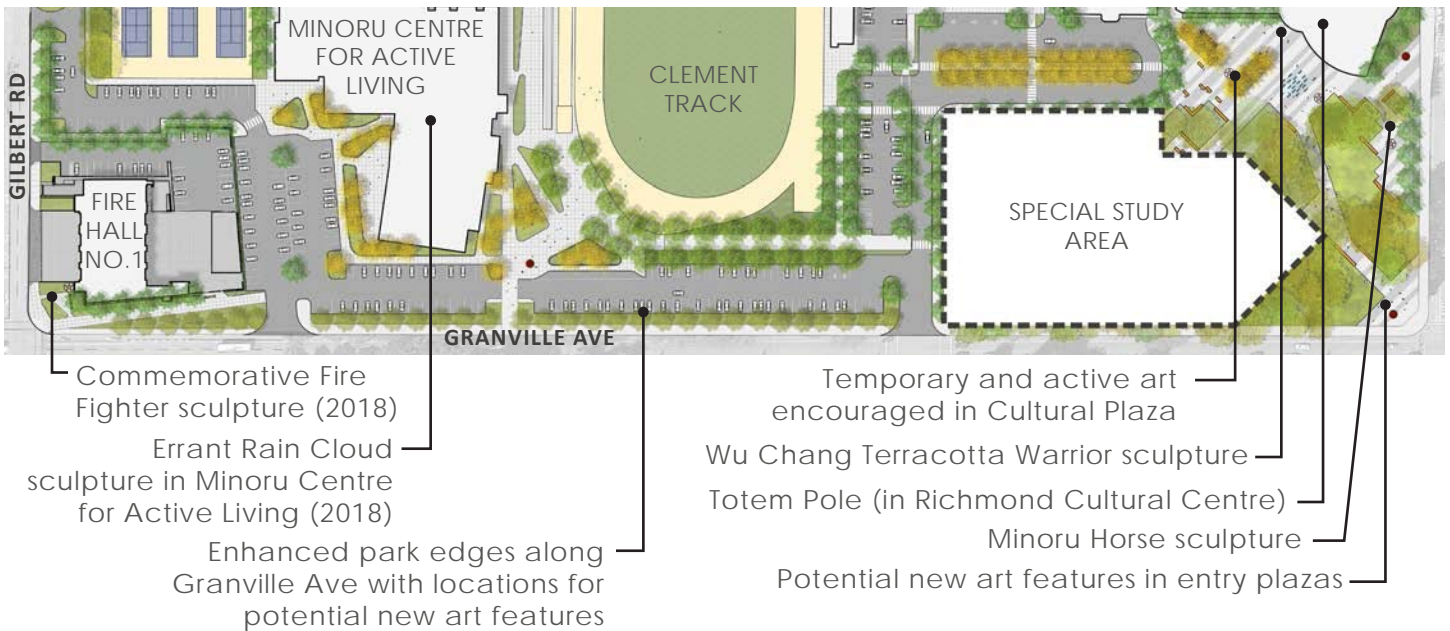 MINORU CENTRE
FOR ACTIVE
LIVING
CLEMENT
TRACK
GILBERT RD
FIRE
HALL
NO.1
SPECIAL STUDY
AREA
GRANVILLE AVE
Commemorative Fire
Fighter sculpture (2018)
Errant Rain Cloud
sculpture in Minoru Centre
for Active Living (2018)
Enhanced park edges along
Granville Ave with locations for
potential new art features
Temporary and active art
encouraged in Cultural Plaza
Wu Chang Terracotta Warrior sculpture
Totem Pole (in Richmond Cultural Centre)
Minoru Horse sculpture
Potential new art features in entry plazas